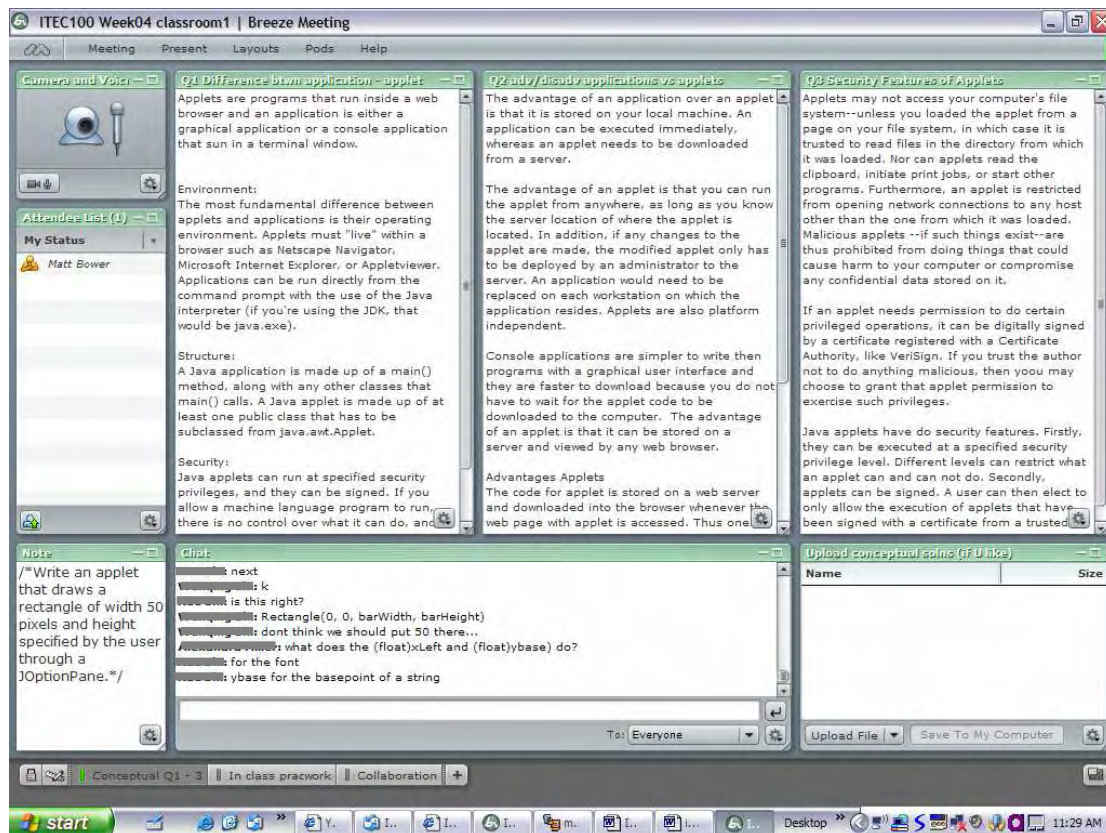 ITEC100 Week04 classroom1 | Breeze Meeting
Meeting Present Layouts Pods Help
Camera and Voice
Attendee List (1)
My Status
Matt Bower
Q1 Difference btwn application - applet
Applets are programs that run inside a web
browser and an application is either a
graphical application or a console application
that sun in a terminal window.
Environment:
The most fundamental difference between
applets and applications is their operating
environment. Applets must "live" within a
browser such as Netscape Navigator,
Microsoft Internet Explorer, or Appletviewer.
Applications can be run directly from the
command prompt with the use of the Java
interpreter (if you're using the JDK, that
would be java.exe).
Structure:
A Java application is made up of a main()
method, along with any other classes that
main() calls. A Java applet is made up of at
least one public class that has to be
subclassed from java.awt.Applet.
Security:
Java applets can run at specified security
privileges, and they can be signed. If you
allow a machine language program to run,
there is no control over what it can do, and
Q2 adv/disadv applications vs applets
The advantage of an application over an applet
is that it is stored on your local machine. An
application can be executed immediately,
whereas an applet needs to be downloaded
from a server.
The advantage of an applet is that you can run
the applet from anywhere, as long as you know
the server location of where the applet is
located. In addition, if any changes to the
applet are made, the modified applet only has
to be deployed by an administrator to the
server. An application would need to be
replaced on each workstation on which the
application resides. Applets are also platform
independent.
Console applications are simpler to write then
programs with a graphical user interface and
they are faster to download because you do not
have to wait for the applet code to be
downloaded to the computer. The advantage
of an applet is that it can be stored on a
server and viewed by any web browser.
Advantages Applets
The code for applet is stored on a web server
and downloaded into the browser whenever the
web page with applet is accessed. Thus one
Q3 Security Features of Applets
Applets may not access your computer's file
system--unless you loaded the applet from a
page on your file system, in which case it is
trusted to read files in the directory from which
it was loaded. Nor can applets read the
clipboard, initiate print jobs, or start other
programs. Furthermore, an applet is restricted
from opening network connections to any host
other than the one from which it was loaded.
Malicious applets --if such things exist--are
thus prohibited from doing things that could
cause harm to your computer or compromise
any confidential data stored on it.
If an applet needs permission to do certain
privileged operations, it can be digitally signed
by a certificate registered with a Certificate
Authority, like VeriSign. If you trust the author
not to do anything malicious, then yoou may
choose to grant that applet permission to
exercise such privileges.
Java applets have do security features. Firstly,
they can be executed at a specified security
privilege level. Different levels can restrict what
an applet can and can not do. Secondly,
applets can be signed. A user can then elect to
only allow the execution of applets that have
been signed with a certificate from a trusted
Note
/*Write an applet
that draws a
rectangle of width 50
pixels and height
specified by the user
through a
JOptionPane.*/
Chat
: next
: k
: is this right?
: Rectangle(0, 0, barWidth, barHeight)
: dont think we should put 50 there...
: what does the (float)xLeft and (float)ybase) do?
: for the font
: ybase for the basepoint of a string
To: Everyone
Upload conceptual solns (if U like)
Name Size
Upload File Save To My Computer
Conceptual Q1 - 3 In class pracwork Collaboration +
start » Y. I.. I.. I.. m. I.. i... I.. Desktop » 11:29 AM